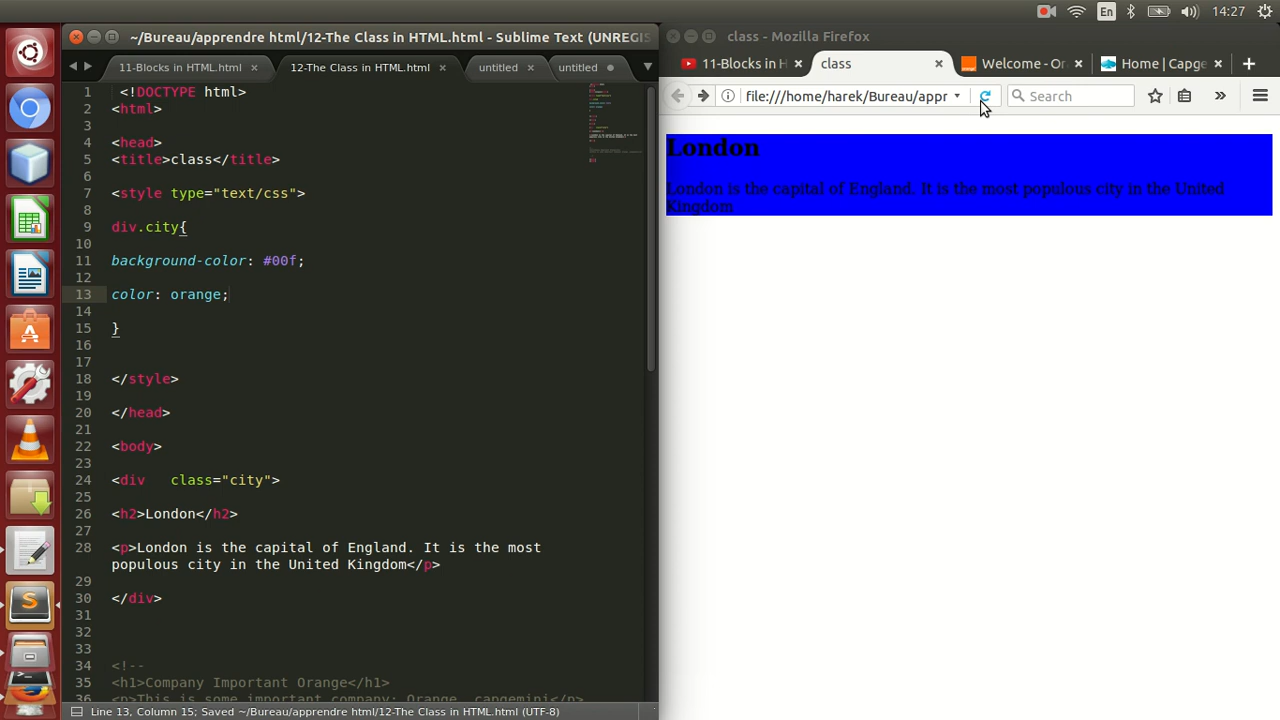 En
14:27
~/Bureau/apprendre html/12-The Class in HTML.html - Sublime Text (UNREGIS
11-Blocks in HTML.html
12-The Class in HTML.html
untitled
untitled
1 <!DOCTYPE html>
2 <html>
3
4 <head>
5 <title>class</title>
6
7 <style type="text/css">
8
9 div.city{
10
11 background-color: #00f;
12
13 color: orange;
14
15 }
16
17
18 </style>
19
20 </head>
21
22 <body>
23
24 <div   class="city">
25
26 <h2>London</h2>
27
28 <p>London is the capital of England. It is the most
populous city in the United Kingdom</p>
29
30 </div>
31
32
33
34 <!--
35 <h1>Company Important Orange</h1>
36 <p>This is some important company: Orange, capgemini</p>
Line 13, Column 15; Saved ~/Bureau/apprendre html/12-The Class in HTML.html (UTF-8)
class - Mozilla Firefox
11-Blocks in H
class
Welcome - Or
Home | Capge
file:///home/harek/Bureau/appr
Search
London
London is the capital of England. It is the most populous city in the United
Kingdom